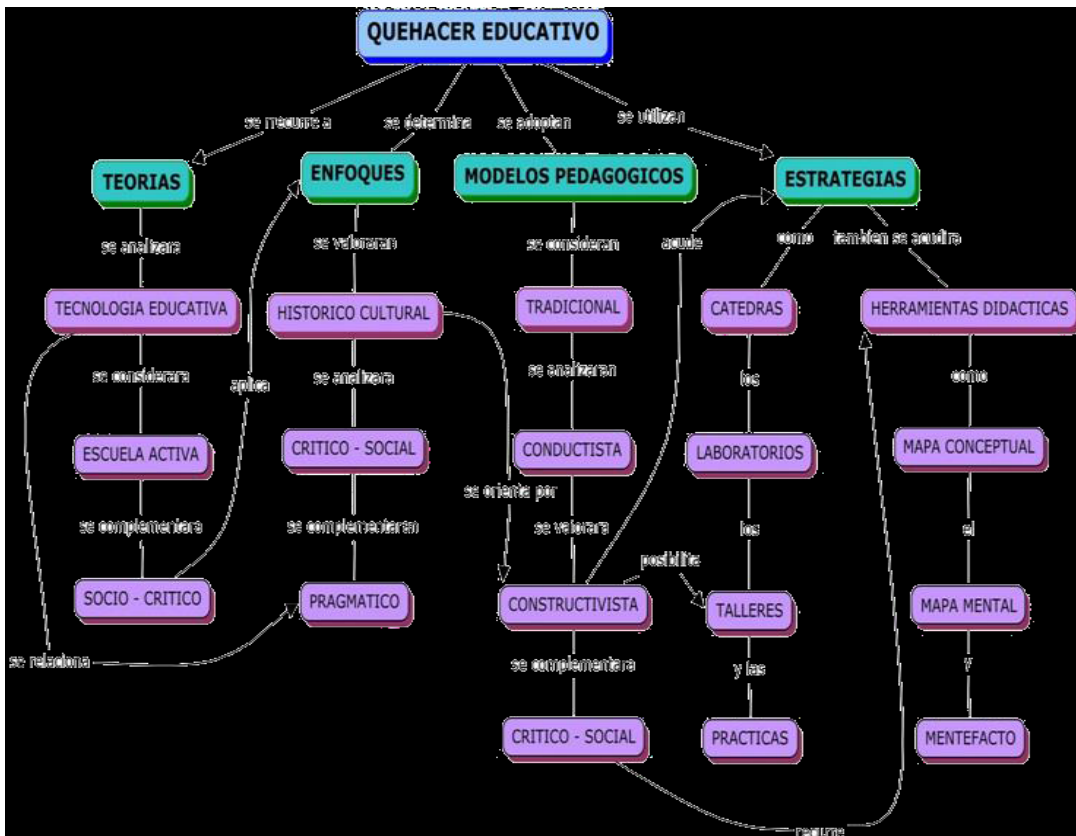 QUEHACER EDUCATIVO
se rrecurre a
se determina
se adoptan
se utilizan
TEORIAS
ENFOQUES
MODELOS PEDAGOGICOS
ESTRATEGIAS
se analizara
se valoraran
se consideran
acude
como
tambien se acudira
TECNOLOGIA EDUCATIVA
HISTORICO CULTURAL
TRADICIONAL
CATEDRAS
HERRAMIENTAS DIDACTICAS
se considerara
aplica
se analizara
se analizaran
los
como
ESCUELA ACTIVA
CRITICO - SOCIAL
CONDUCTISTA
LABORATORIOS
MAPA CONCEPTUAL
se orienta por
se complementara
se complementaran
se valorara
los
el
posibilita
SOCIO - CRITICO
PRAGMATICO
CONSTRUCTIVISTA
TALLERES
MAPA MENTAL
se relaciona
se complementara
y las
y
CRITICO - SOCIAL
PRACTICAS
MENTEFACTO
recurre